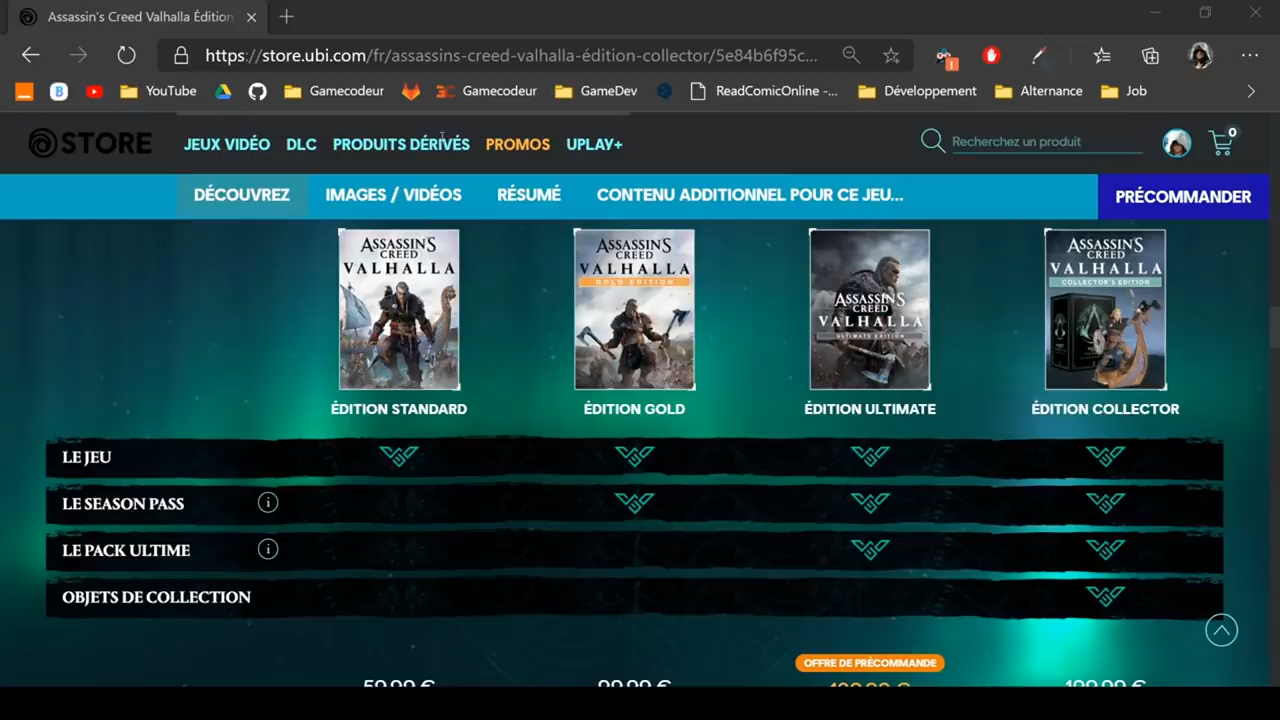 Assassin's Creed Valhalla Édition
https://store.ubi.com/fr/assassins-creed-valhalla-édition-collector/5e84b6f95c...
YouTube
Gamecodeur
Gamecodeur
GameDev
ReadComicOnline -...
Développement
Alternance
Job
STORE
JEUX VIDÉO
DLC
PRODUITS DÉRIVÉS
PROMOS
UPLAY+
Recherchez un produit
0
DÉCOUVREZ
IMAGES / VIDÉOS
RÉSUMÉ
CONTENU ADDITIONNEL POUR CE JEU...
PRÉCOMMANDER
ASSASSIN'S
CREED
VALHALLA
ASSASSIN'S
CREED
VALHALLA
GOLD EDITION
ASSASSIN'S
CREED
VALHALLA
ULTIMATE EDITION
ASSASSIN'S
CREED
VALHALLA
COLLECTOR'S EDITION
ÉDITION STANDARD
ÉDITION GOLD
ÉDITION ULTIMATE
ÉDITION COLLECTOR
LE JEU
LE SEASON PASS
LE PACK ULTIME
OBJETS DE COLLECTION
OFFRE DE PRÉCOMMANDE
59,99 €
99,99 €